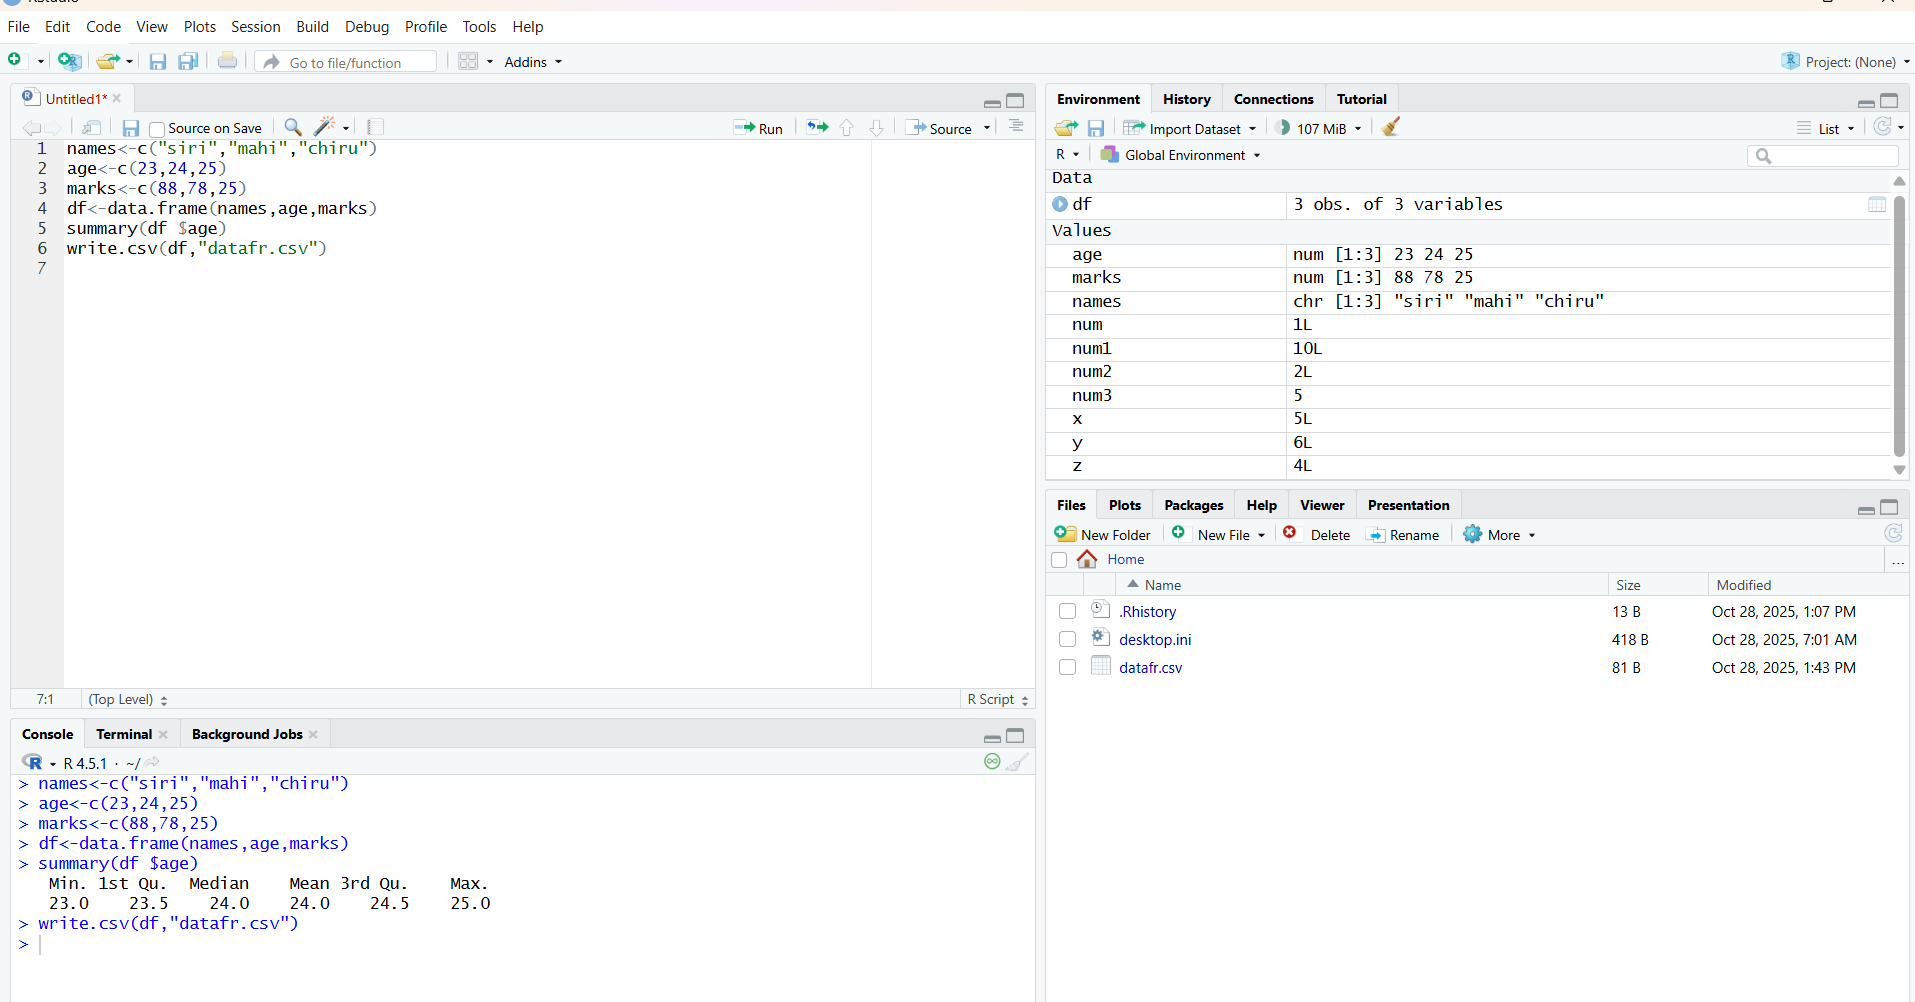 File Edit Code View Plots Session Build Debug Profile Tools Help
Go to file/function Addins Project: (None)
Untitled1*
Source on Save Run Source
1 names<-c("siri","mahi","chiru")
2 age<-c(23,24,25)
3 marks<-c(88,78,25)
4 df<-data.frame(names,age,marks)
5 summary(df $age)
6 write.csv(df,"datafr.csv")
7
7:1 (Top Level) R Script
Console Terminal Background Jobs
R 4.5.1 · ~/
> names<-c("siri","mahi","chiru")
> age<-c(23,24,25)
> marks<-c(88,78,25)
> df<-data.frame(names,age,marks)
> summary(df $age)
Min. 1st Qu. Median Mean 3rd Qu. Max.
23.0 23.5 24.0 24.0 24.5 25.0
> write.csv(df,"datafr.csv")
>
Environment History Connections Tutorial
Import Dataset 107 MiB List
R Global Environment
Data
df 3 obs. of 3 variables
Values
age num [1:3] 23 24 25
marks num [1:3] 88 78 25
names chr [1:3] "siri" "mahi" "chiru"
num 1L
num1 10L
num2 2L
num3 5
x 5L
y 6L
z 4L
Files Plots Packages Help Viewer Presentation
New Folder New File Delete Rename More
Home ...
Name Size Modified
.Rhistory 13 B Oct 28, 2025, 1:07 PM
desktop.ini 418 B Oct 28, 2025, 7:01 AM
datafr.csv 81 B Oct 28, 2025, 1:43 PM